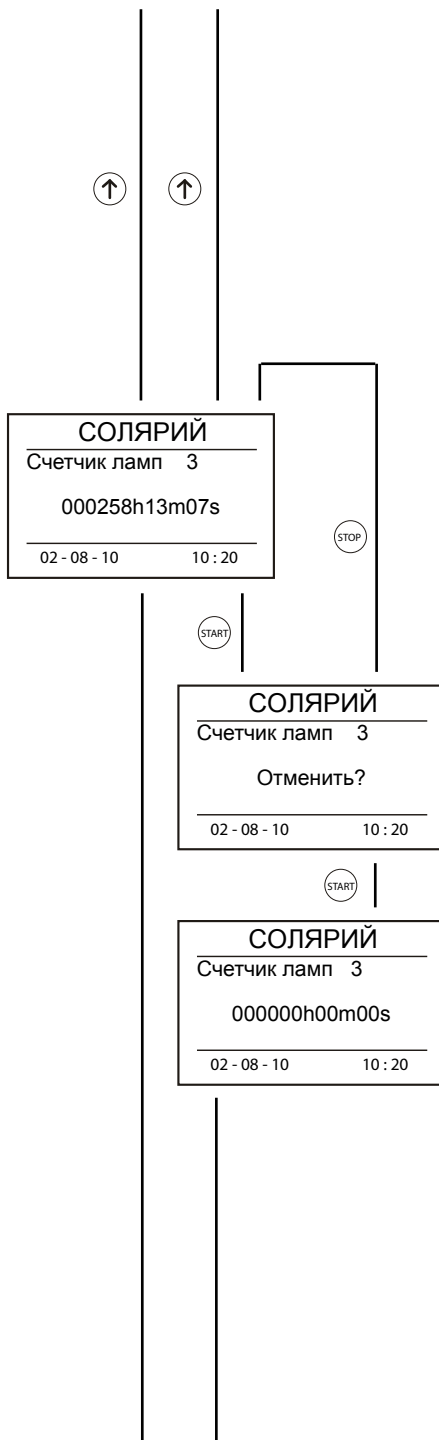 СОЛЯРИЙ
Счетчик ламп 3
000258h13m07s
02 - 08 - 10 10 : 20
STOP
START
СОЛЯРИЙ
Счетчик ламп 3
Отменить?
02 - 08 - 10 10 : 20
START
СОЛЯРИЙ
Счетчик ламп 3
000000h00m00s
02 - 08 - 10 10 : 20